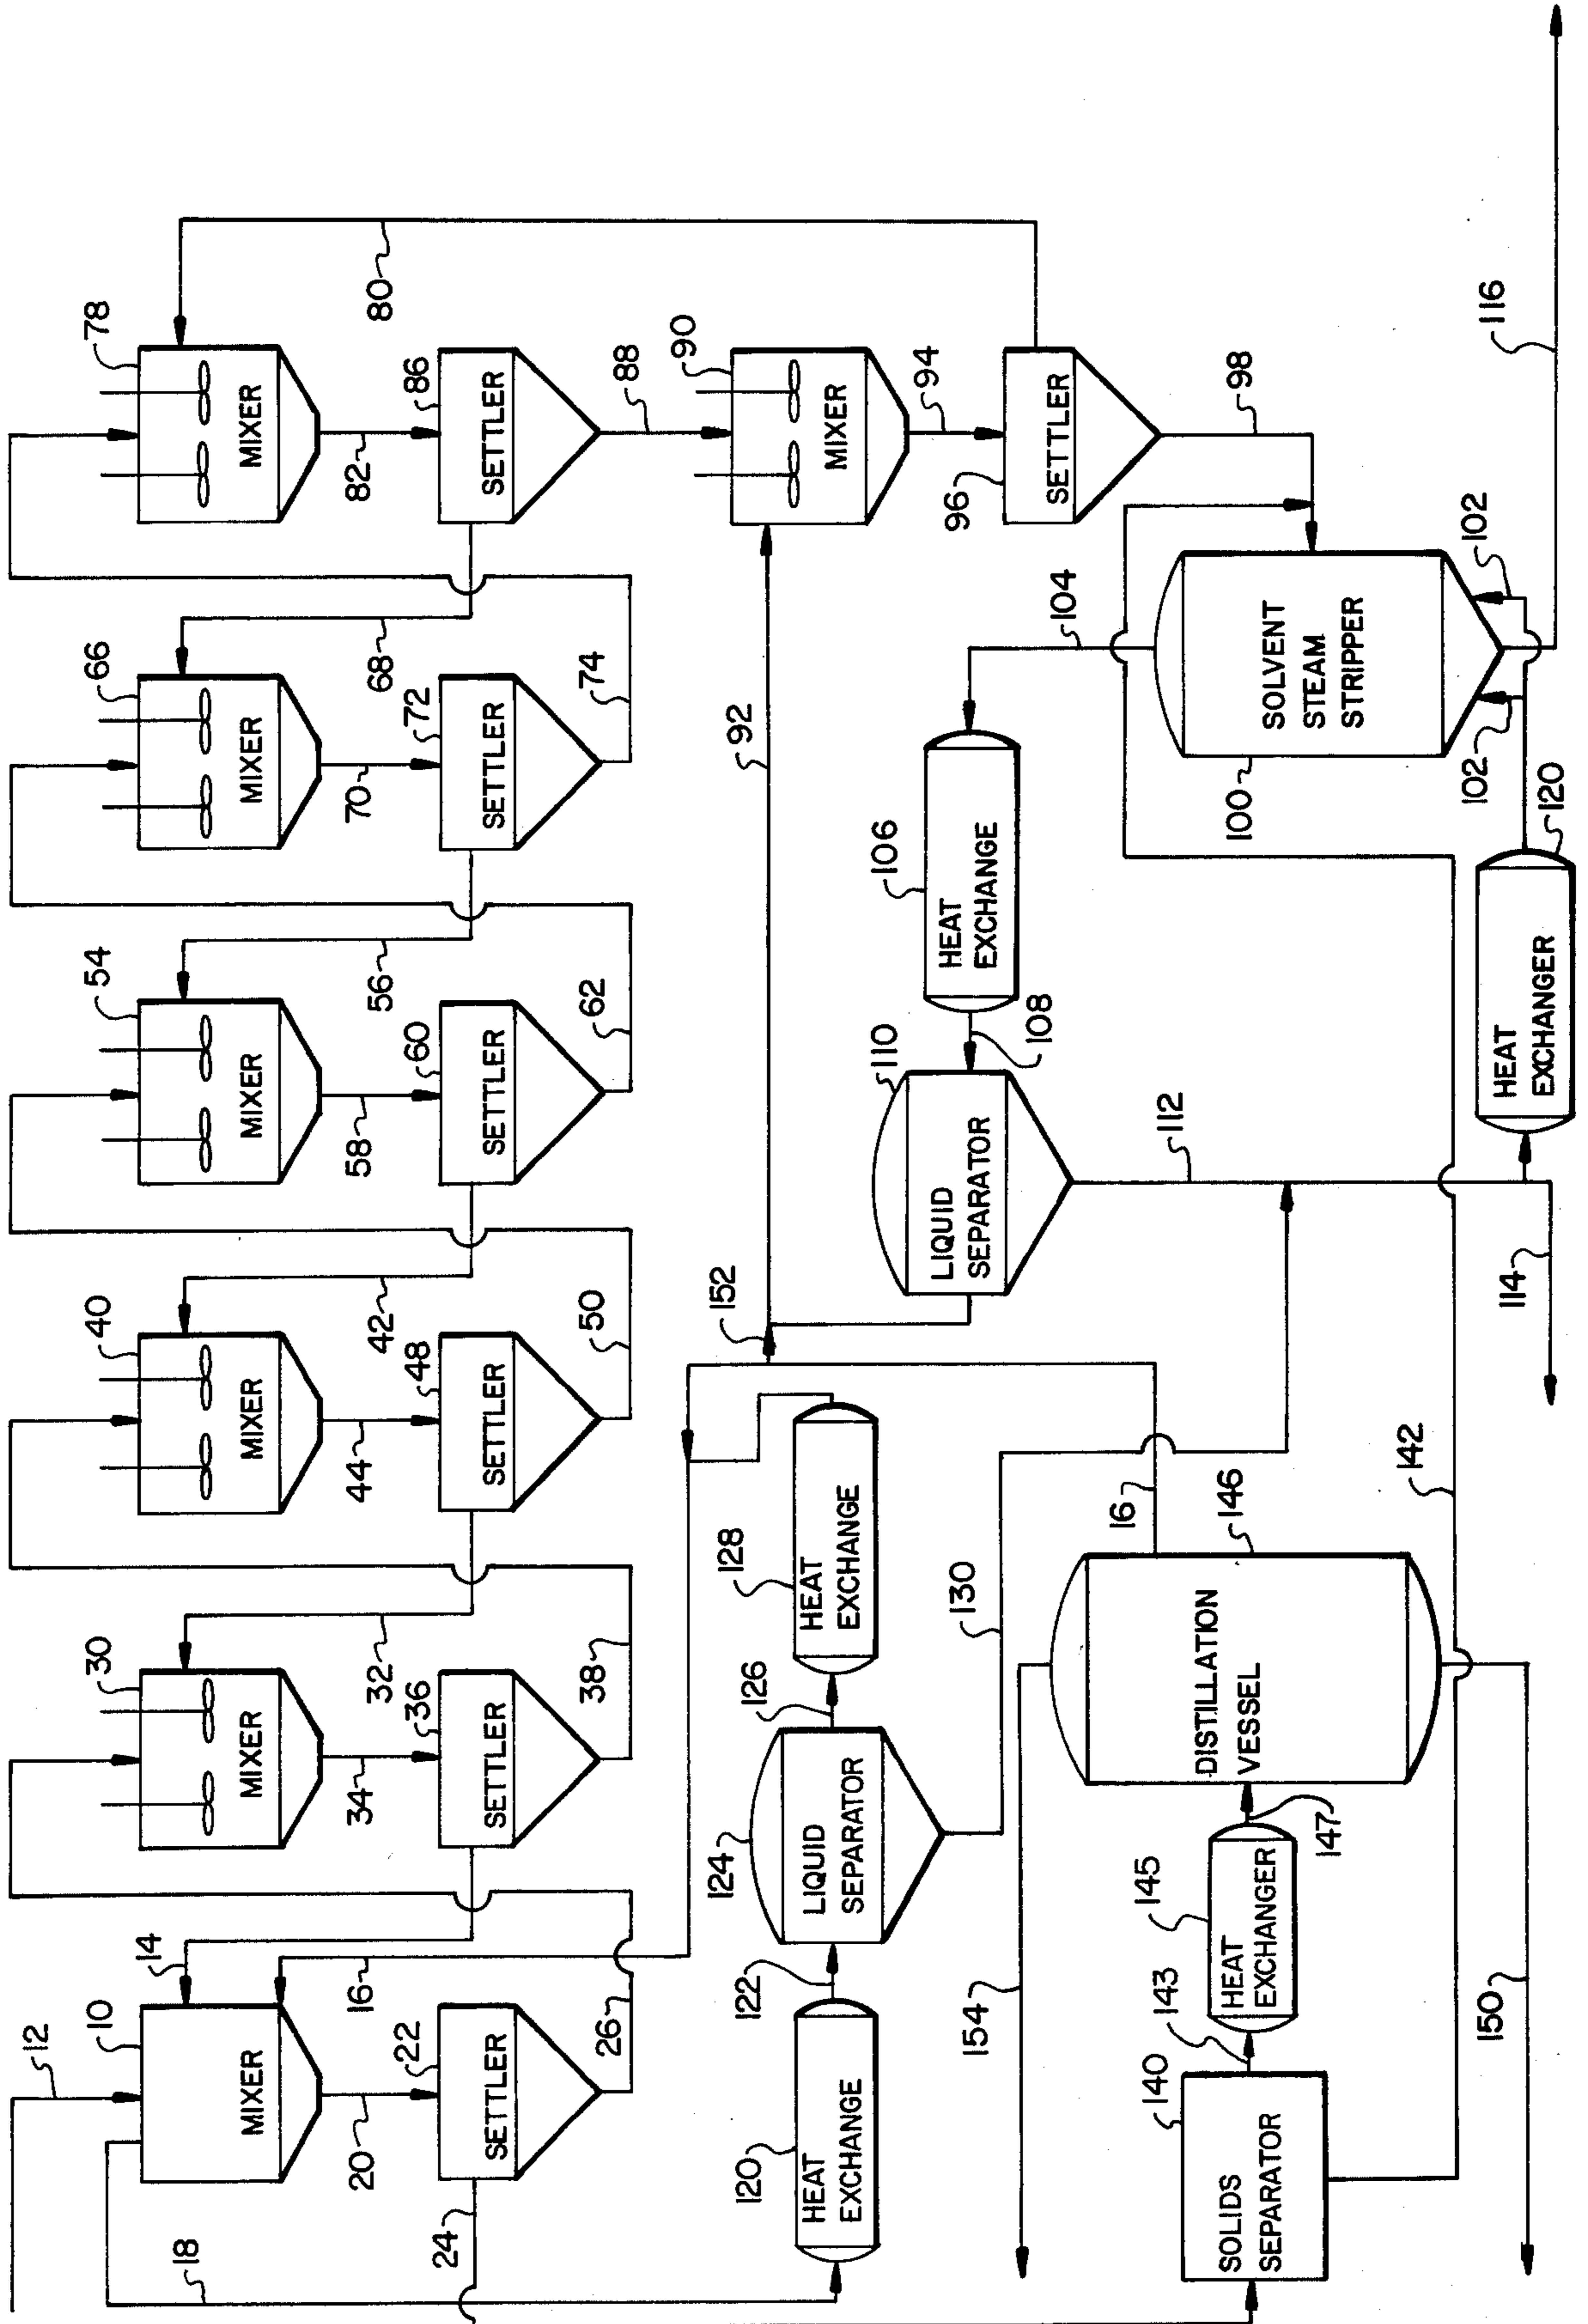 12
10
MIXER
14
16
18
20
22
SETTLER
24
26
30
MIXER
32
34
36
SETTLER
38
40
MIXER
42
44
48
SETTLER
50
54
MIXER
56
58
60
SETTLER
62
66
MIXER
68
70
72
SETTLER
74
78
MIXER
80
82
86
SETTLER
88
90
MIXER
92
94
96
SETTLER
98
120
HEAT
EXCHANGE
122
124
LIQUID
SEPARATOR
126
128
HEAT
EXCHANGE
130
152
110
LIQUID
SEPARATOR
108
106
HEAT
EXCHANGE
104
112
114
100
SOLVENT
STEAM
STRIPPER
102
102
116
120
HEAT
EXCHANGER
154
140
SOLIDS
SEPARATOR
143
145
HEAT
EXCHANGER
147
DISTILLATION
VESSEL
146
16
142
150